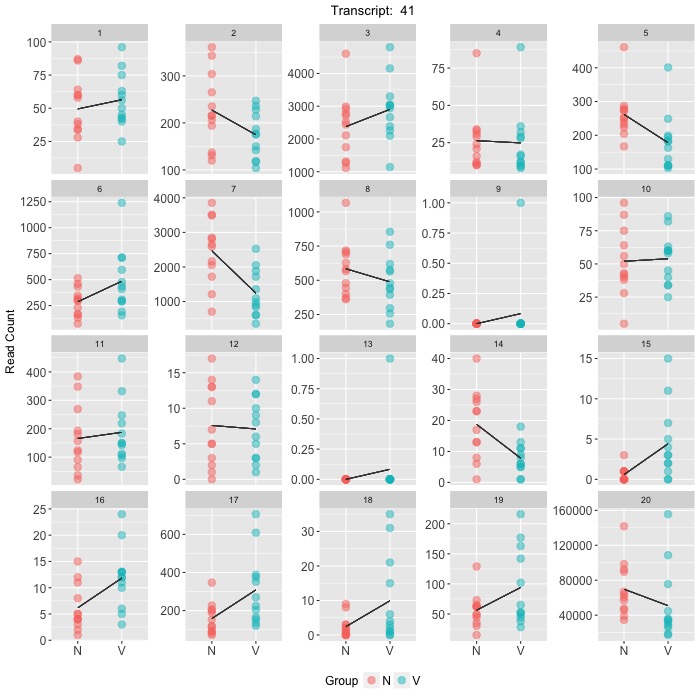 Transcript: 41
1 2 3 4 5
100 75 50 25
300 200 100
4000 3000 2000 1000
75 50 25
400 300 200 100
6 7 8 9 10
1250 1000 750 500 250
4000 3000 2000 1000
1000 750 500 250
1.00 0.75 0.50 0.25 0.00
100 75 50 25
Read Count
11 12 13 14 15
400 300 200 100
15 10 5 0
1.00 0.75 0.50 0.25 0.00
40 30 20 10 0
15 10 5 0
16 17 18 19 20
25 20 15 10 5 0
600 400 200
30 20 10 0
200 150 100 50
160000 120000 80000 40000
N V N V N V N V N V
Group N V